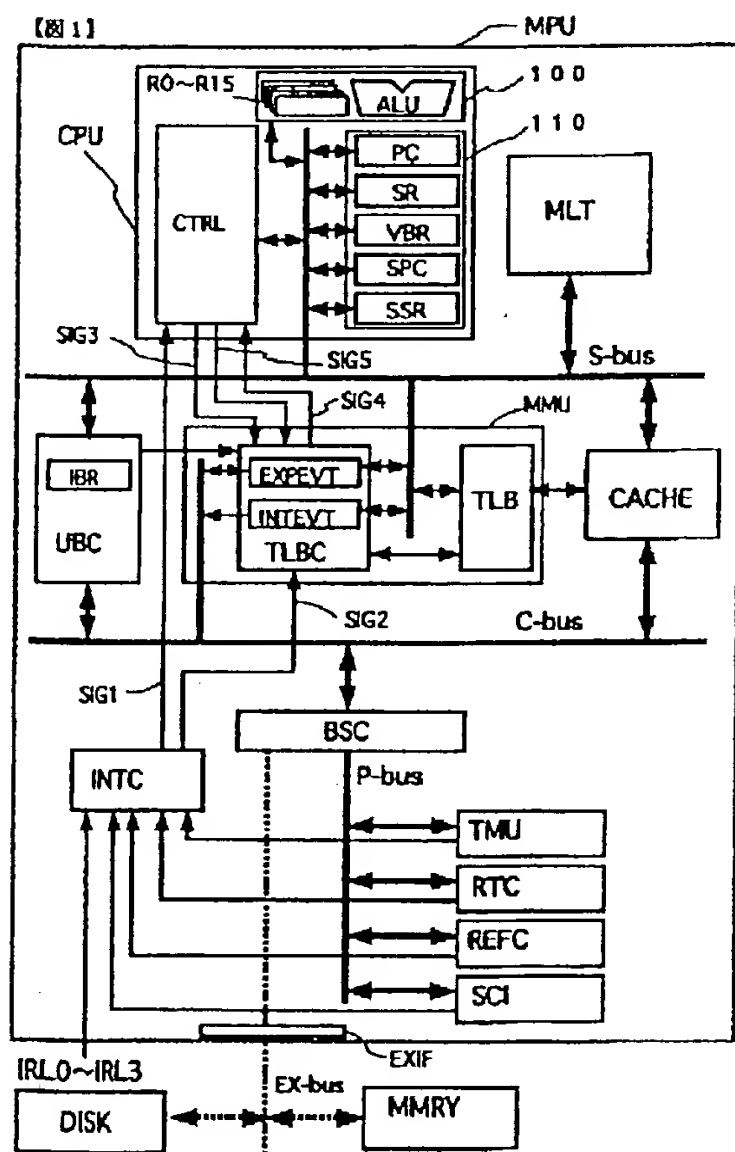 【図1】
MPU
R0~R15
ALU
100
110
CPU
CTRL
PC
SR
VBR
SPC
SSR
MLT
SIG3
SIG5
SIG4
S-bus
MMU
IBR
UBC
EXPEVT
INTEVT
TLBC
TLB
CACHE
SIG2
C-bus
SIG1
BSC
INTC
P-bus
TMU
RTC
REFC
SCI
EXIF
IRL0~IRL3
EX-bus
DISK
MMRY